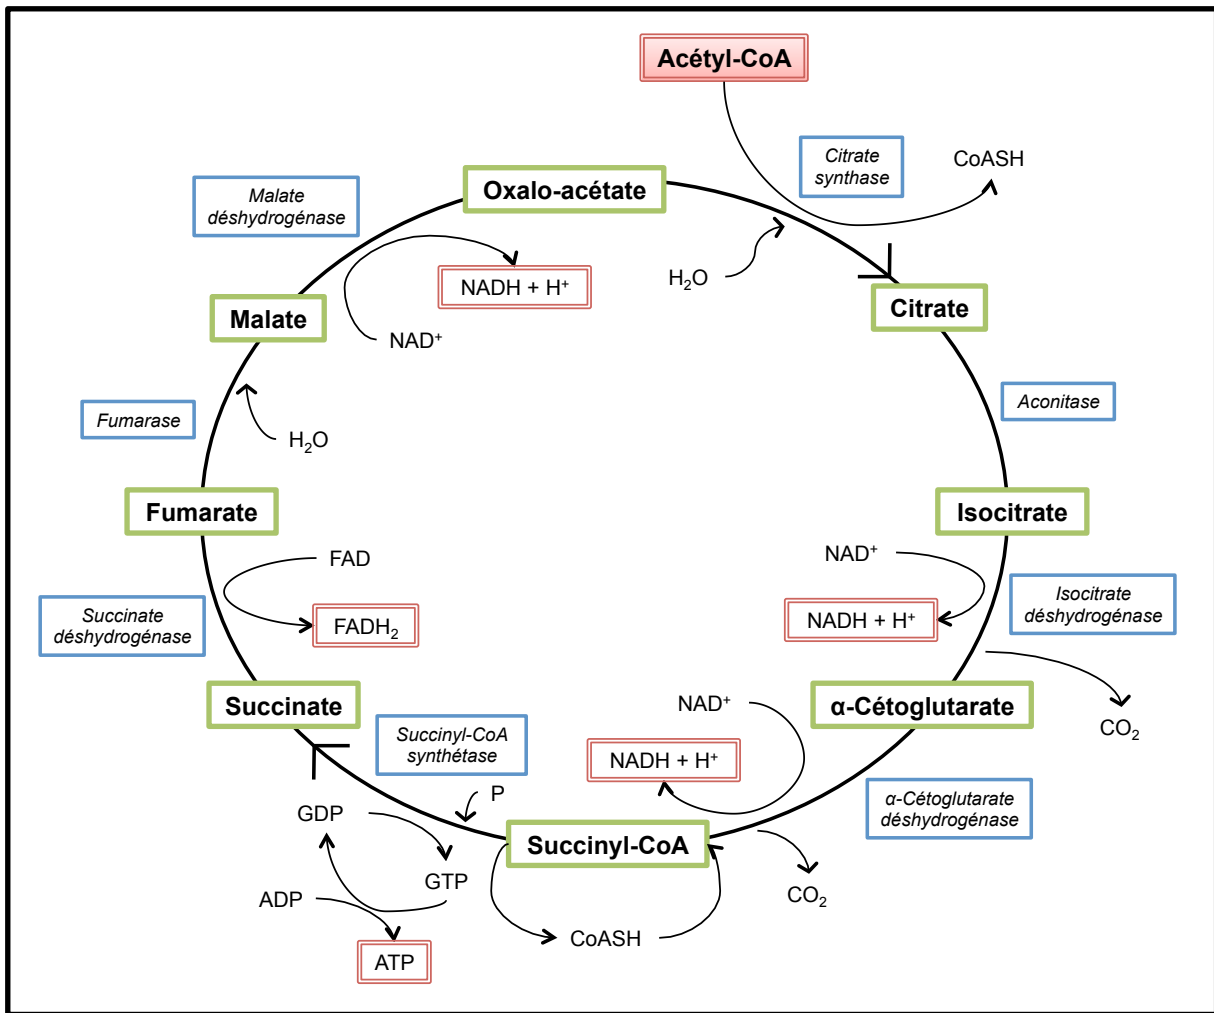 Acétyl-CoA
Citrate
synthase
CoASH
Malate
déshydrogénase
Oxalo-acétate
H₂O
NADH + H⁺
Citrate
Malate
NAD⁺
Aconitase
Fumarase
H₂O
Fumarate
Isocitrate
FAD
NAD⁺
Isocitrate
déshydrogénase
Succinate
déshydrogénase
FADH₂
NADH + H⁺
Succinate
NAD⁺
α-Cétoglutarate
CO₂
Succinyl-CoA
synthétase
NADH + H⁺
P
α-Cétoglutarate
déshydrogénase
GDP
Succinyl-CoA
GTP
CO₂
ADP
CoASH
ATP